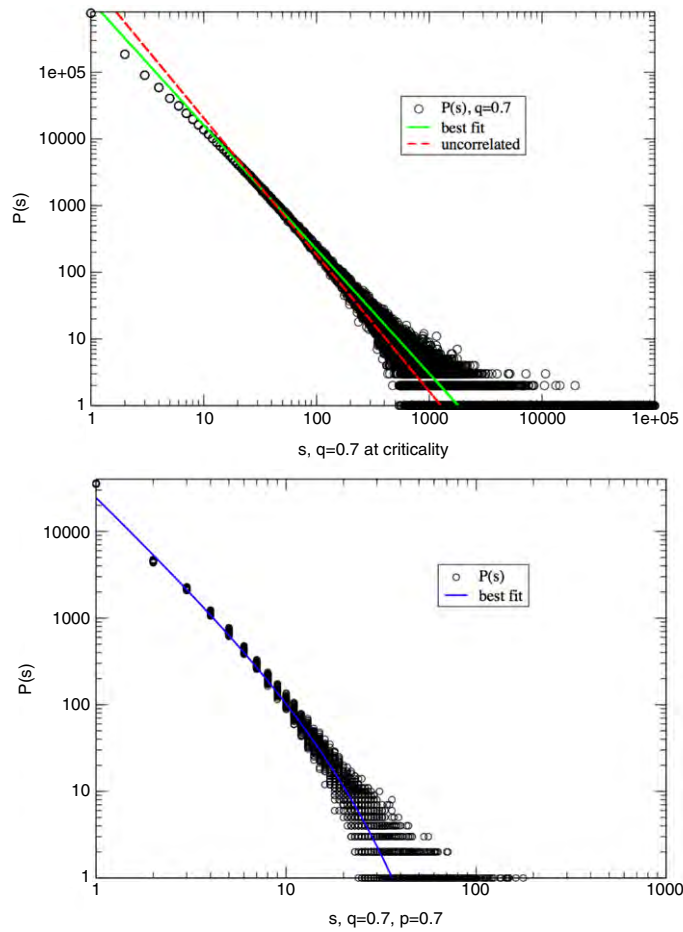 1e+05
10000
1000
100
10
1
P(s)
P(s), q=0.7
best fit
uncorrelated
1 10 100 1000 10000 1e+05
s, q=0.7 at criticality
10000
1000
100
10
1
P(s)
P(s)
best fit
1 10 100 1000
s, q=0.7, p=0.7